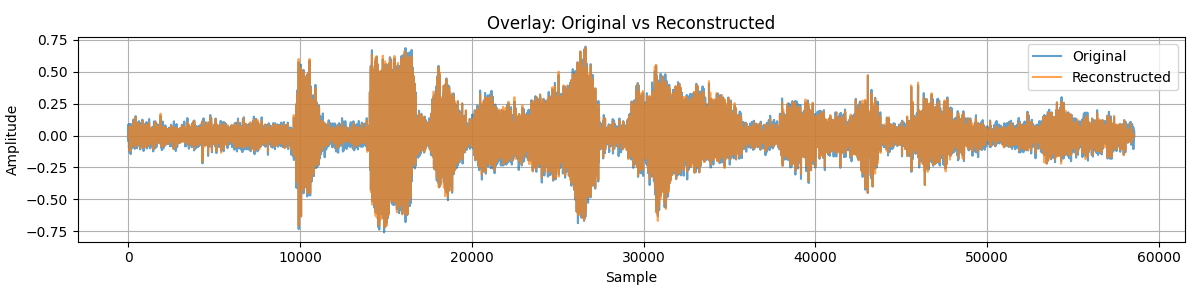 Overlay: Original vs Reconstructed
0.75
0.50
0.25
0.00
−0.25
−0.50
−0.75
Amplitude
Original
Reconstructed
0 10000 20000 30000 40000 50000 60000
Sample